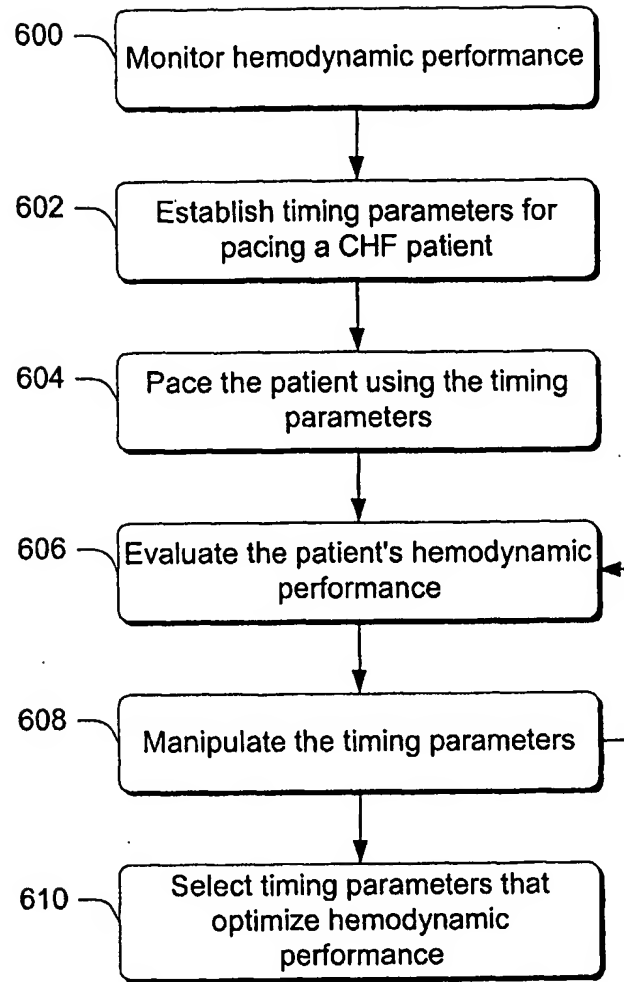 600
Monitor hemodynamic performance
602
Establish timing parameters for
pacing a CHF patient
604
Pace the patient using the timing
parameters
606
Evaluate the patient's hemodynamic
performance
608
Manipulate the timing parameters
610
Select timing parameters that
optimize hemodynamic
performance